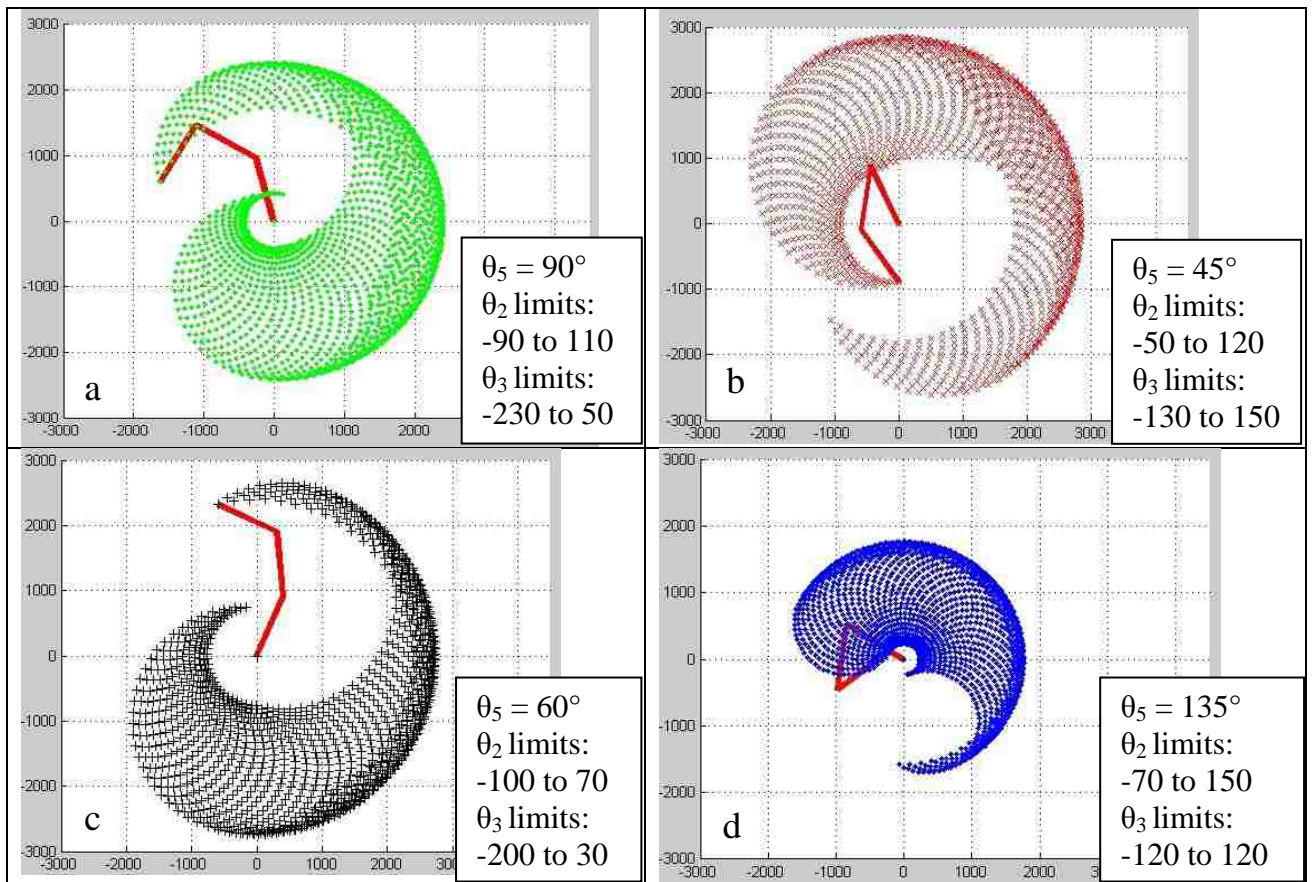 3000
2000
1000
0
-1000
-2000
-3000
-3000 -2000 -1000 0 1000 2000
a
θ5 = 90°
θ2 limits:
-90 to 110
θ3 limits:
-230 to 50
3000
2000
1000
0
-1000
-2000
-3000
-3000 -2000 -1000 0 1000 2000 3000
b
θ5 = 45°
θ2 limits:
-50 to 120
θ3 limits:
-130 to 150
3000
2000
1000
0
-1000
-2000
-3000
-3000 -2000 -1000 0 1000 2000 3000
c
θ5 = 60°
θ2 limits:
-100 to 70
θ3 limits:
-200 to 30
3000
2000
1000
0
-1000
-2000
-3000
-3000 -2000 -1000 0 1000 2000 3000
d
θ5 = 135°
θ2 limits:
-70 to 150
θ3 limits:
-120 to 120